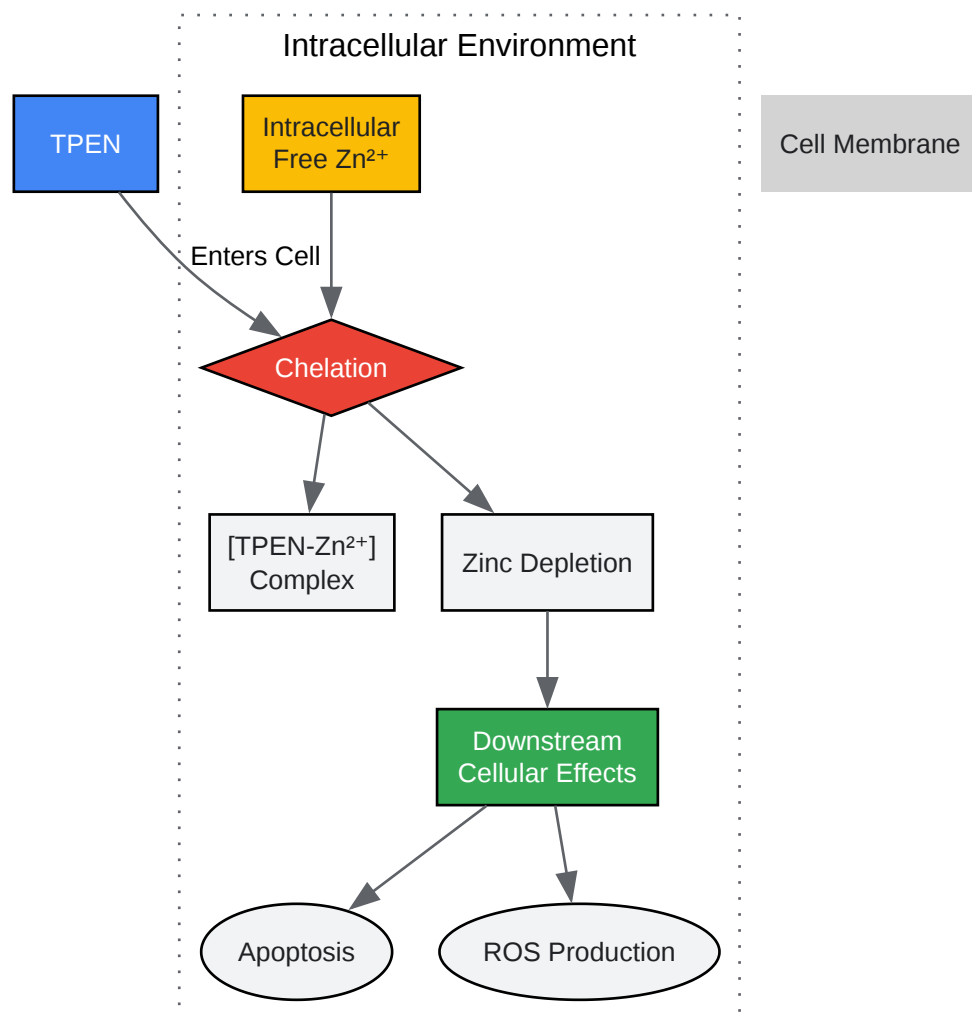 Intracellular Environment
TPEN
Intracellular
Free Zn²⁺
Cell Membrane
Enters Cell
Chelation
[TPEN-Zn²⁺]
Complex
Zinc Depletion
Downstream
Cellular Effects
Apoptosis
ROS Production